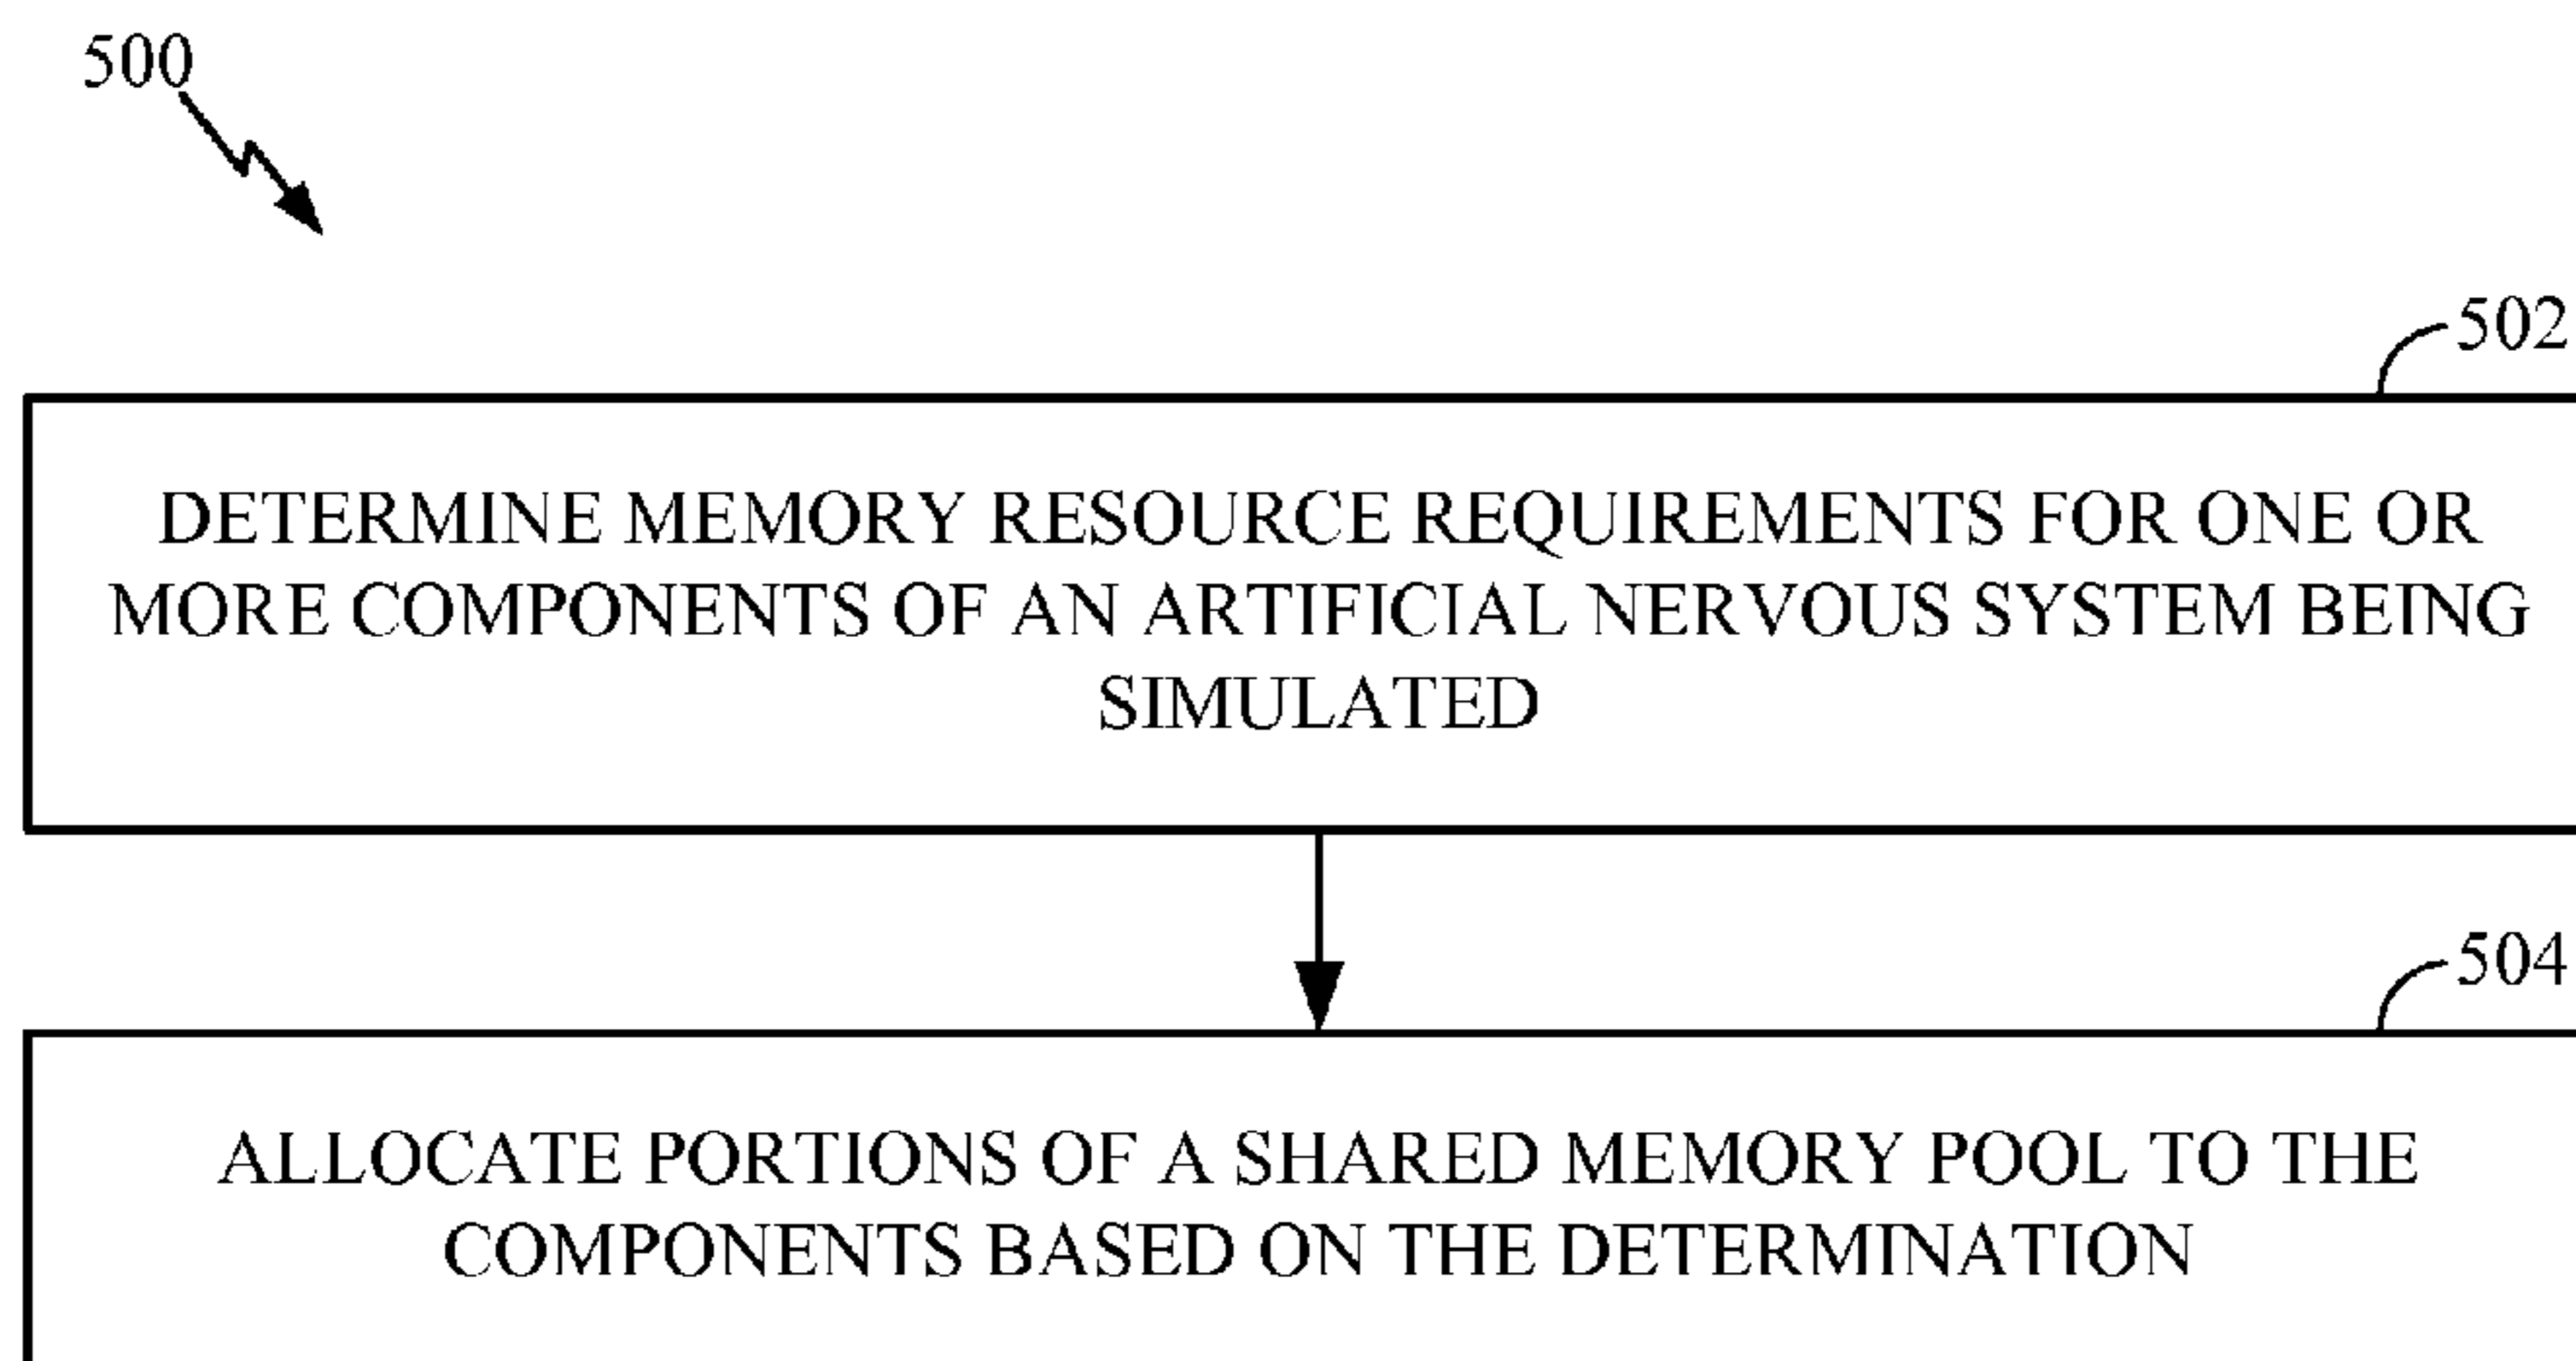 500
502
DETERMINE MEMORY RESOURCE REQUIREMENTS FOR ONE OR
MORE COMPONENTS OF AN ARTIFICIAL NERVOUS SYSTEM BEING
SIMULATED
504
ALLOCATE PORTIONS OF A SHARED MEMORY POOL TO THE
COMPONENTS BASED ON THE DETERMINATION